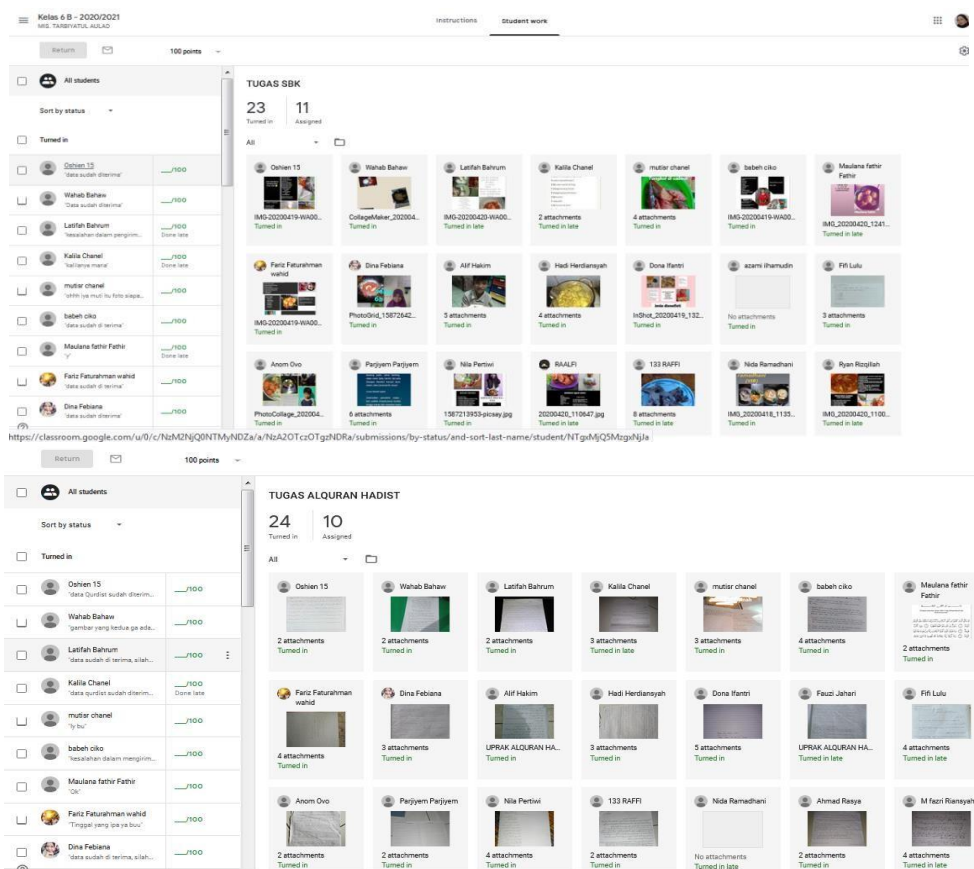 Kelas 6 B - 2020/2021
MIS. TARBIYATUL AULAD
Instructions
Student work
Return
100 points
All students
Sort by status
Turned in
Oshien 15
"data sudah diterima"
__/100
Wahab Bahaw
"Data sudah diterima"
__/100
Latifah Bahrum
"kesalahan dalam pengirim...
__/100
Done late
Kalila Chanel
"kalilanya mana"
__/100
Done late
mutiar chanel
"ohhh iya muti itu foto siapa...
__/100
babeh ciko
"data sudah di terima"
__/100
Maulana fathir Fathir
"y"
__/100
Done late
Fariz Faturahman wahid
"data sudah di terima"
__/100
Dina Febiana
"data sudah diterima"
__/100
TUGAS SBK
23
Turned in
11
Assigned
All
Oshien 15
IMG-20200419-WA00...
Turned in
Wahab Bahaw
CollageMaker_202004...
Turned in
Latifah Bahrum
IMG-20200420-WA00...
Turned in late
Kalila Chanel
2 attachments
Turned in late
mutiar chanel
4 attachments
Turned in
babeh ciko
IMG-20200419-WA00...
Turned in
Maulana fathir
Fathir
IMG_20200420_1241...
Turned in late
Fariz Faturahman
wahid
IMG-20200419-WA00...
Turned in
Dina Febiana
PhotoGrid_15872642...
Turned in
Alif Hakim
5 attachments
Turned in
Hadi Herdiansyah
4 attachments
Turned in
Dona Ifantri
InShot_20200419_132...
Turned in
azami ilhamudin
No attachments
Turned in
Fifi Lulu
3 attachments
Turned in
Anom Ovo
PhotoCollage_202004...
Turned in
Parjiyem Parjiyem
6 attachments
Turned in
Nila Pertiwi
1587213953-picsay.jpg
Turned in
RAALFI
20200420_110647.jpg
Turned in late
133 RAFFI
8 attachments
Turned in late
Nida Ramadhani
IMG_20200418_1135...
Turned in late
Ryan Rizqillah
IMG_20200420_1100...
Turned in late
https://classroom.google.com/u/0/c/NzM2NjQ0NTMyNDZa/a/NzA2OTczOTgzNDRa/submissions/by-status/and-sort-last-name/student/NTgxMjQ5MzgxNjJa
Return
100 points
All students
Sort by status
Turned in
Oshien 15
"data Qurdist sudah diterim...
__/100
Wahab Bahaw
"gambar yang kedua ga ada...
__/100
Latifah Bahrum
"data sudah di terima, silah...
__/100
Kalila Chanel
"data qurdist sudah diterim...
__/100
Done late
mutiar chanel
"Iy bu"
__/100
babeh ciko
"kesalahan dalam mengirim...
__/100
Maulana fathir Fathir
"Ok"
__/100
Fariz Faturahman wahid
"Tinggal yang ipa ya buu"
__/100
Dina Febiana
"data sudah di terima, silah...
__/100
TUGAS ALQURAN HADIST
24
Turned in
10
Assigned
All
Oshien 15
2 attachments
Turned in
Wahab Bahaw
2 attachments
Turned in
Latifah Bahrum
2 attachments
Turned in
Kalila Chanel
3 attachments
Turned in late
mutiar chanel
3 attachments
Turned in
babeh ciko
4 attachments
Turned in
Maulana fathir
Fathir
2 attachments
Turned in
Fariz Faturahman
wahid
4 attachments
Turned in
Dina Febiana
3 attachments
Turned in
Alif Hakim
UPRAK ALQURAN HA...
Turned in
Hadi Herdiansyah
3 attachments
Turned in
Dona Ifantri
5 attachments
Turned in
Fauzi Jahari
UPRAK ALQURAN HA...
Turned in late
Fifi Lulu
4 attachments
Turned in late
Anom Ovo
2 attachments
Turned in
Parjiyem Parjiyem
2 attachments
Turned in
Nila Pertiwi
4 attachments
Turned in
133 RAFFI
2 attachments
Turned in
Nida Ramadhani
No attachments
Turned in late
Ahmad Rasya
2 attachments
Turned in late
M fazri Riansyah
4 attachments
Turned in late